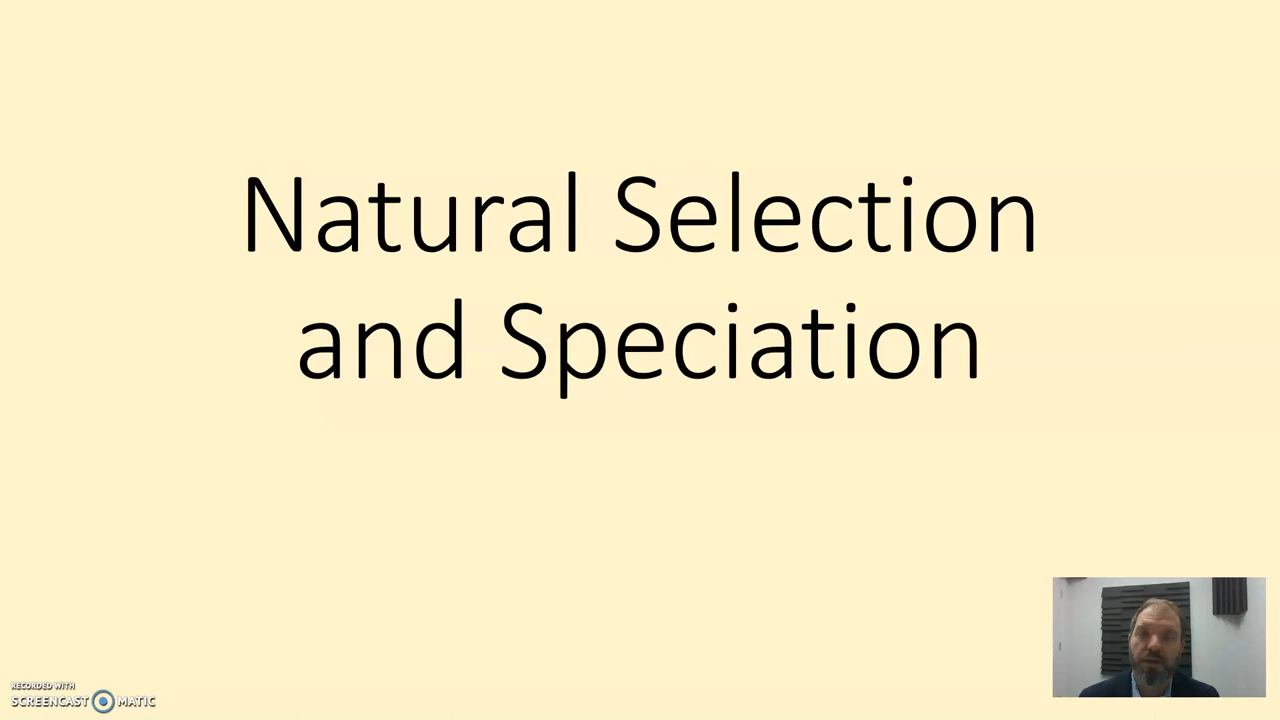 Natural Selection
and Speciation
RECORDED WITH
SCREENCAST MATIC